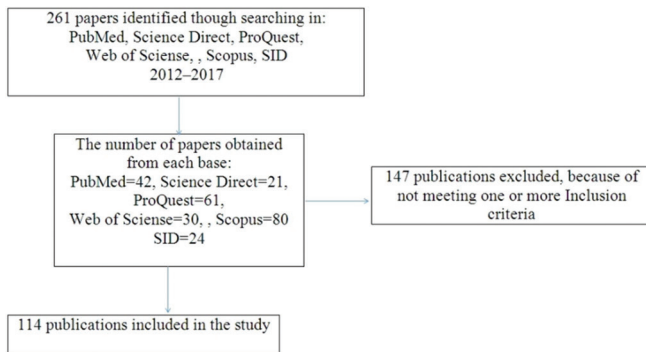 261 papers identified though searching in:
PubMed, Science Direct, ProQuest,
Web of Sciense, , Scopus, SID
2012–2017
The number of papers obtained
from each base:
PubMed=42, Science Direct=21,
ProQuest=61,
Web of Sciense=30, , Scopus=80
SID=24
147 publications excluded, because of
not meeting one or more Inclusion
criteria
114 publications included in the study